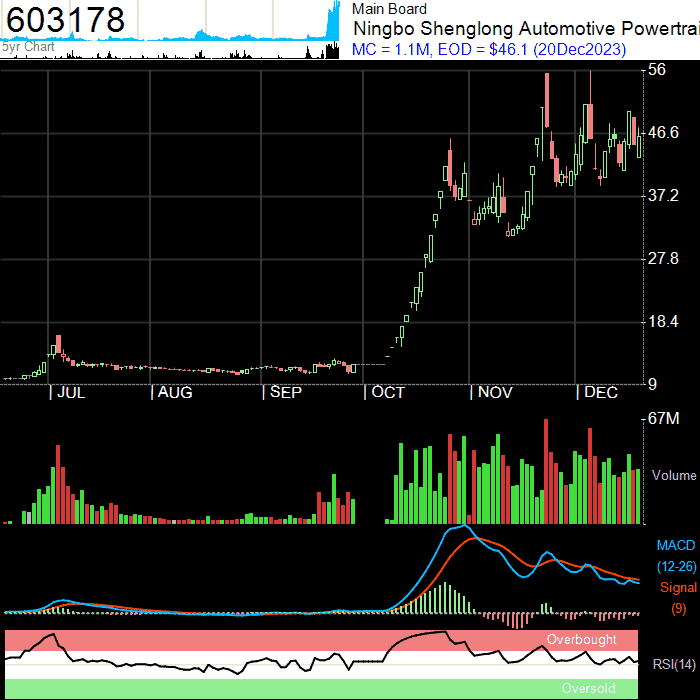 603178
5yr Chart
Main Board
Ningbo Shenglong Automotive Powertrai
MC = 1.1M, EOD = $46.1 (20Dec2023)
56
46.6
37.2
27.8
18.4
9
JUL AUG SEP OCT NOV DEC
67M
Volume
MACD
(12-26)
Signal
(9)
Overbought
RSI(14)
Oversold